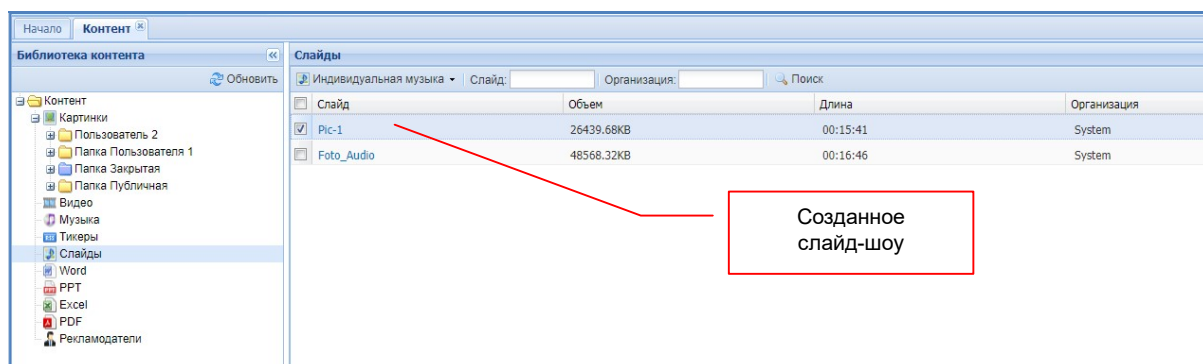 Начало Контент
Библиотека контента
Обновить
Контент
Картинки
Пользователь 2
Папка Пользователя 1
Папка Закрытая
Папка Публичная
Видео
Музыка
Тикеры
Слайды
Word
PPT
Excel
PDF
Рекламодатели
Слайды
Индивидуальная музыка Слайд: Организация: Поиск
Слайд Объем Длина Организация
Pic-1 26439.68KB 00:15:41 System
Foto_Audio 48568.32KB 00:16:46 System
Созданное
слайд-шоу